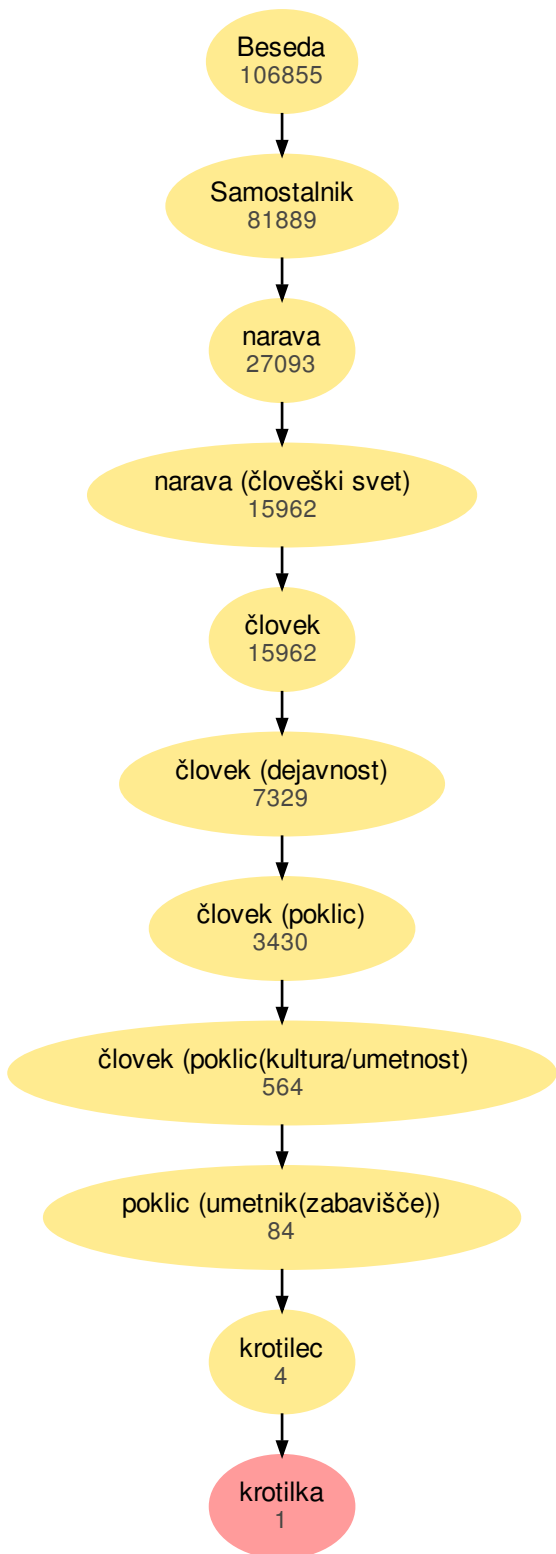 Beseda
106855
Samostalnik
81889
narava
27093
narava (človeški svet)
15962
človek
15962
človek (dejavnost)
7329
človek (poklic)
3430
človek (poklic(kultura/umetnost)
564
poklic (umetnik(zabavišče))
84
krotilec
4
krotilka
1